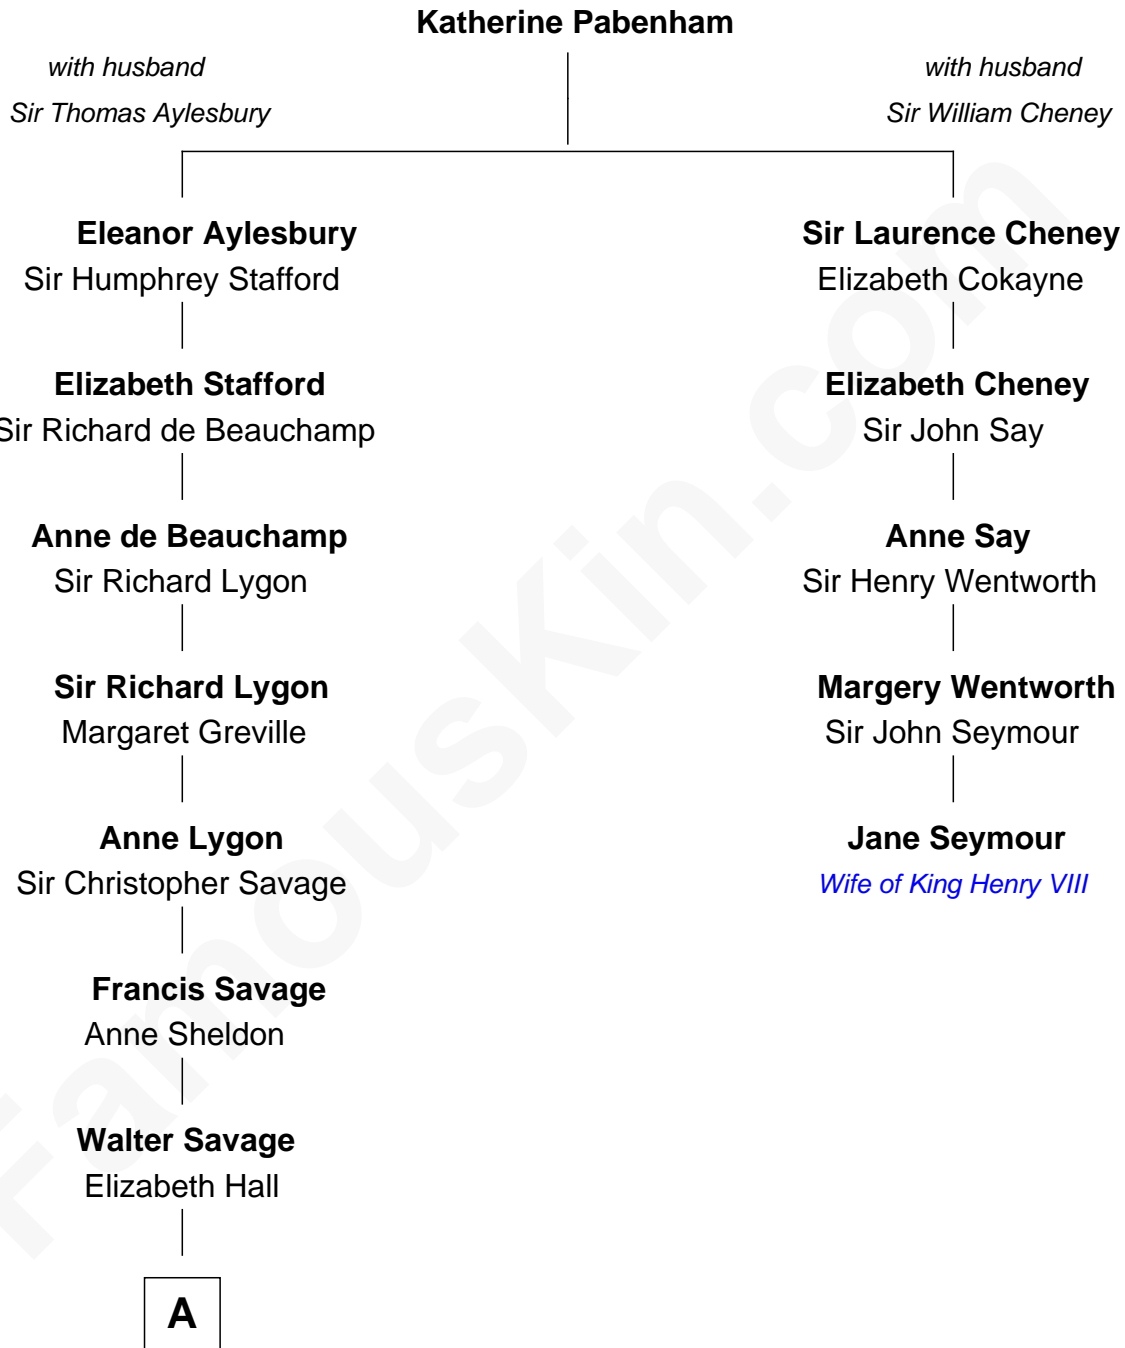 Katherine Pabenham
with husband
Sir Thomas Aylesbury
with husband
Sir William Cheney
Eleanor Aylesbury
Sir Humphrey Stafford
Elizabeth Stafford
Sir Richard de Beauchamp
Anne de Beauchamp
Sir Richard Lygon
Sir Richard Lygon
Margaret Greville
Anne Lygon
Sir Christopher Savage
Francis Savage
Anne Sheldon
Walter Savage
Elizabeth Hall
A
Sir Laurence Cheney
Elizabeth Cokayne
Elizabeth Cheney
Sir John Say
Anne Say
Sir Henry Wentworth
Margery Wentworth
Sir John Seymour
Jane Seymour
Wife of King Henry VIII
FamousKin.com